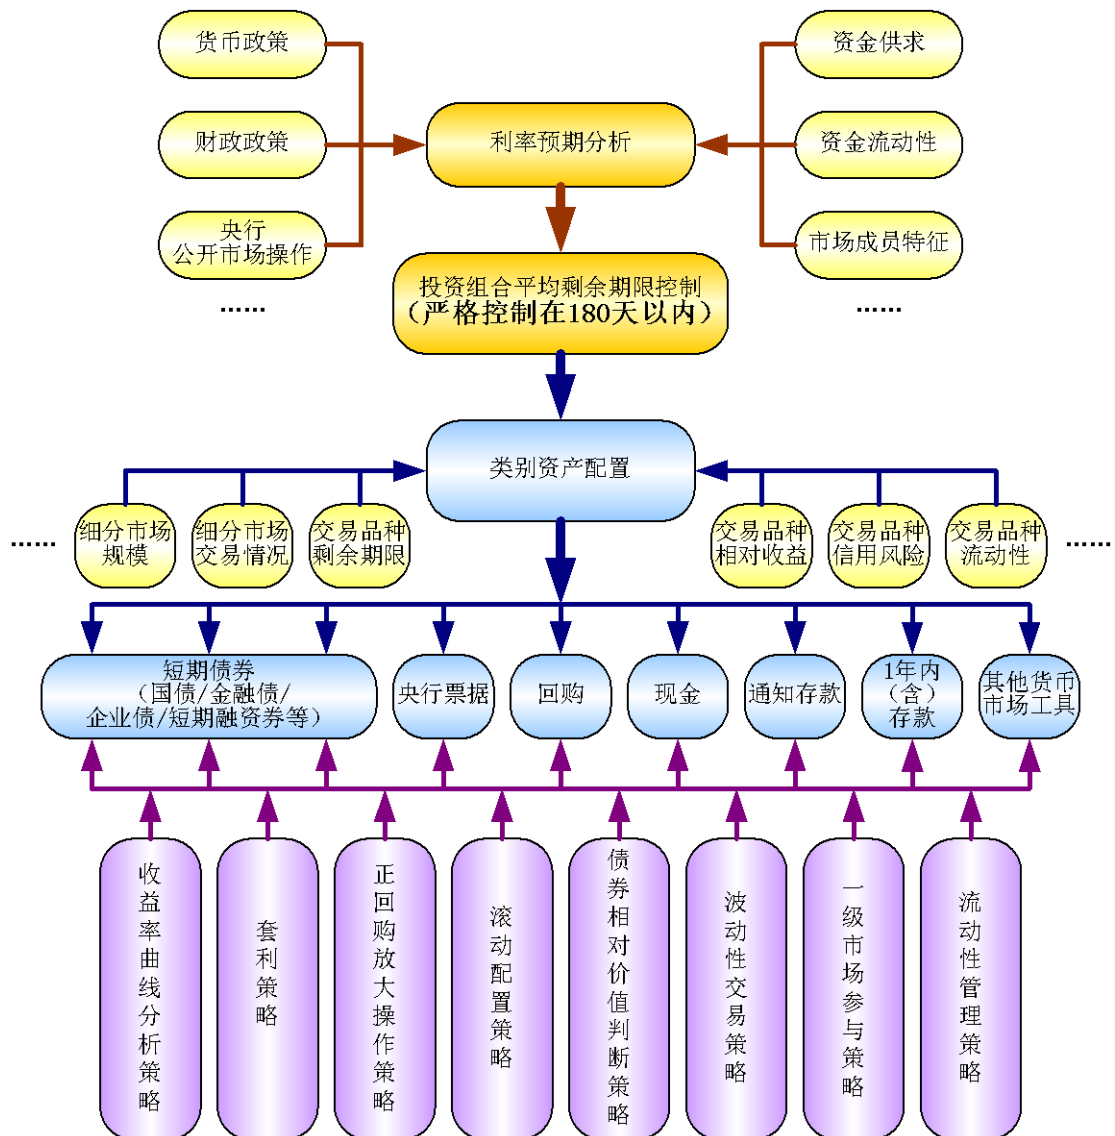 货币政策
资金供求
利率预期分析
财政政策
资金流动性
央行
公开市场操作
市场成员特征
投资组合平均剩余期限控制
（严格控制在180天以内）
……
……
类别资产配置
……
细分市场
规模
细分市场
交易情况
交易品种
剩余期限
交易品种
相对收益
交易品种
信用风险
交易品种
流动性
……
短期债券
（国债/金融债/
企业债/短期融资券等）
央行票据
回购
现金
通知存款
1年内
（含）
存款
其他货币
市场工具
收益率曲线分析策略
套利策略
正回购放大操作策略
滚动配置策略
债券相对价值判断策略
波动性交易策略
一级市场参与策略
流动性管理策略